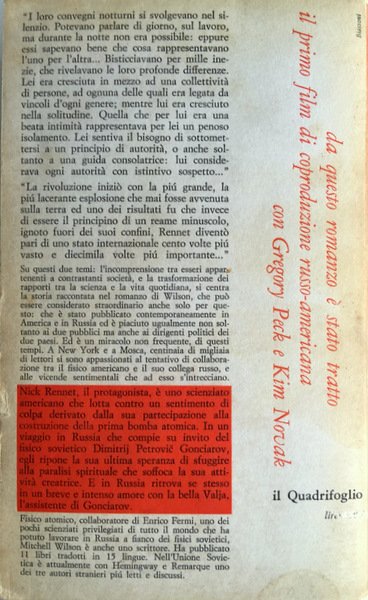 "I loro convegni notturni si svolgevano nel si-
lenzio. Potevano parlare di giorno, sul lavoro,
ma durante la notte non era possibile: eppure
essi sapevano bene che cosa rappresentavano
l'uno per l'altra... Bisticciavano per mille ine-
zie, che rivelavano le loro profonde differenze.
Lei era cresciuta in mezzo ad una collettività
di persone, ad ognuna delle quali era legata da
vincoli d'ogni genere; mentre lui era cresciuto
nella solitudine. Quella che per lui era una
beata intimità rappresentava per lei un penoso
isolamento. Lei sentiva il bisogno di sottomet-
tersi a un principio di autorità, o anche sol-
tanto a una guida consolatrice: lui conside-
rava ogni autorità con istintivo sospetto..."
"La rivoluzione iniziò con la piú grande, la
piú lacerante esplosione che mai fosse avvenuta
sulla terra ed uno dei risultati fu che invece
di essere il principino di un reame minuscolo,
ignoto fuori dei suoi confini, Rennet diventò
pari di uno stato internazionale cento volte piú
vasto e diecimila volte piú importante..."
Su questi due temi: l'incomprensione tra esseri appar-
tenenti a contrastanti società, e la trasformazione dei
rapporti tra la scienza e la vita quotidiana, si centra
la storia raccontata nel romanzo di Wilson, che può
essere considerato straordinario anche solo per que-
sto: che è stato pubblicato contemporaneamente in
America e in Russia ed è piaciuto ugualmente non sol-
tanto ai due pubblici ma anche ai dirigenti politici dei
due paesi. Ed è un miracolo non frequente, di questi
tempi. A New York e a Mosca, centinaia di migliaia
di lettori si sono appassionati al tentativo di collabora-
zione tra il fisico americano e il suo collega russo, e
alle vicende sentimentali che ad esso s'intrecciano.
Nick Rennet, il protagonista, è uno scienziato
americano che lotta contro un sentimento di
colpa derivato dalla sua partecipazione alla
costruzione della prima bomba atomica. In un
viaggio in Russia che compie su invito del
fisico sovietico Dimitrij Petrovič Gonciarov,
egli ripone la sua ultima speranza di sfuggire
alla paralisi spirituale che soffoca la sua atti-
vità creatrice. E in Russia ritrova se stesso
in un breve e intenso amore con la bella Valja,
l'assistente di Gonciarov.
Fisico atomico, collaboratore di Enrico Fermi, uno dei
pochi scienziati privilegiati di tutto il mondo che ha
potuto lavorare in Russia a fianco dei fisici sovietici,
Mitchell Wilson è anche uno scrittore. Ha pubblicato
11 libri tradotti in 15 lingue. Nell'Unione Sovie-
tica è attualmente con Hemingway e Remarque uno
dei tre autori stranieri piú letti e discussi.
da questo romanzo è stato tratto
il primo film di coproduzione russo-americana
con Gregory Peck e Kim Novak
il Quadrifoglio
lire